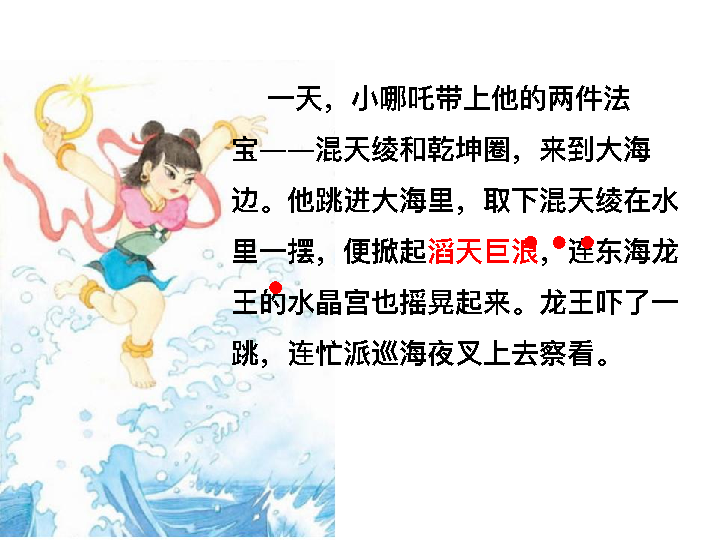 一天，小哪吒带上他的两件法
宝——混天绫和乾坤圈，来到大海
边。他跳进大海里，取下混天绫在水
里一摆，便掀起滔天巨浪，连东海龙
王的水晶宫也摇晃起来。龙王吓了一
跳，连忙派巡海夜叉上去察看。